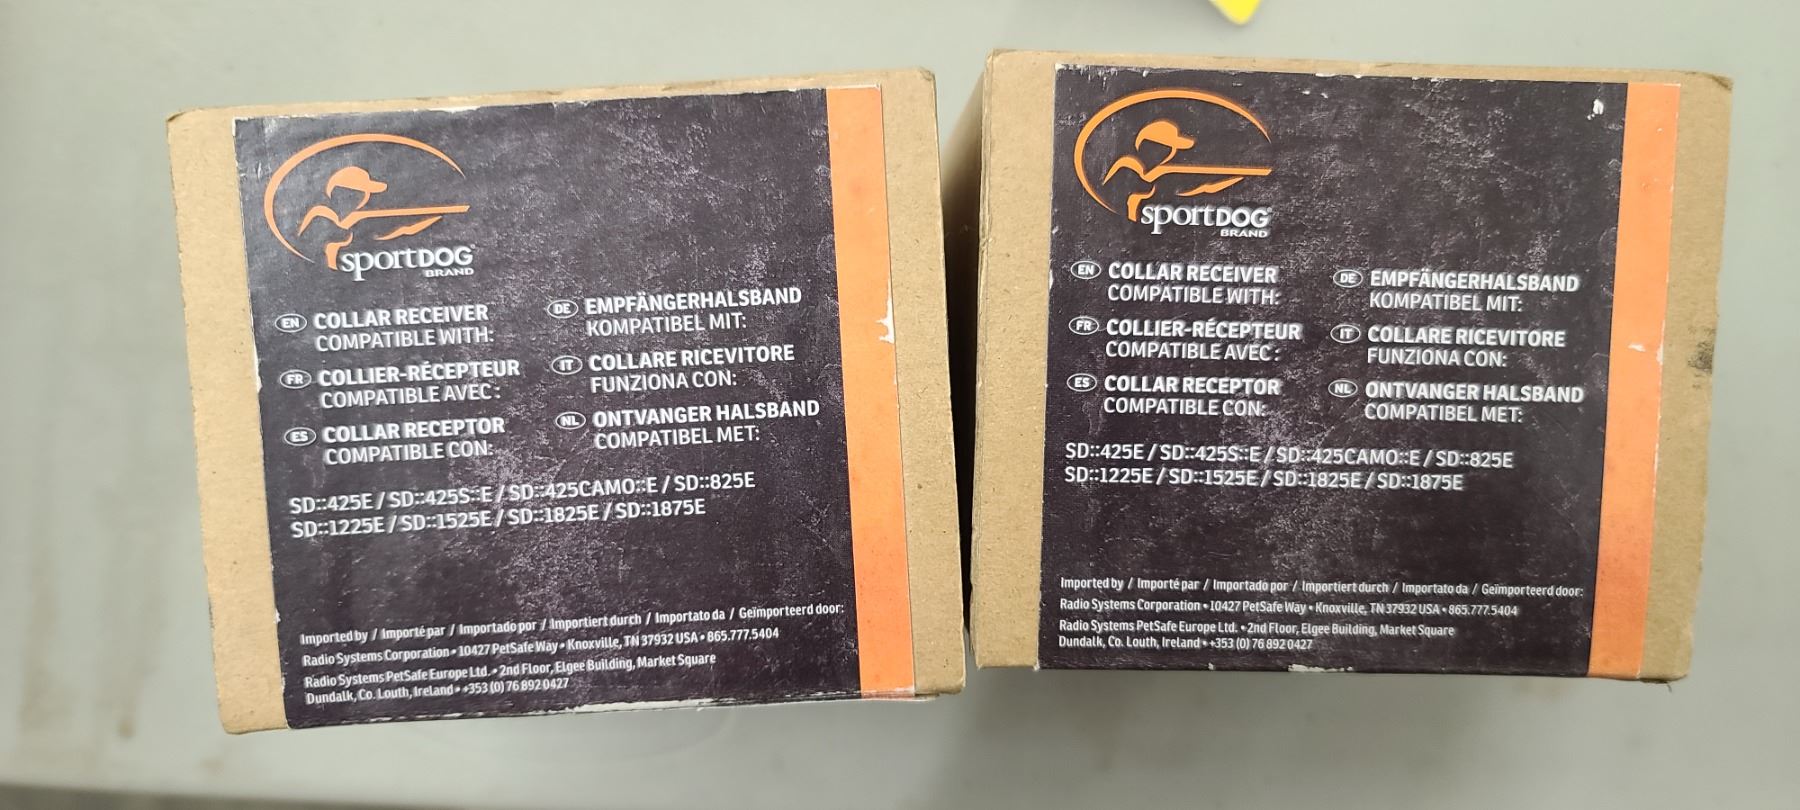 sportDOG
BRAND
EN COLLAR RECEIVER
COMPATIBLE WITH:
FR COLLIER-RÉCEPTEUR
COMPATIBLE AVEC :
ES COLLAR RECEPTOR
COMPATIBLE CON:
DE EMPFÄNGERHALSBAND
KOMPATIBEL MIT:
IT COLLARE RICEVITORE
FUNZIONA CON:
NL ONTVANGER HALSBAND
COMPATIBEL MET:
SD::425E / SD::425S::E / SD::425CAMO::E / SD::825E
SD::1225E / SD::1525E / SD::1825E / SD::1875E
Imported by / Importé par / Importado por / Importiert durch / Importato da / Geïmporteerd door:
Radio Systems Corporation • 10427 PetSafe Way • Knoxville, TN 37932 USA • 865.777.5404
Radio Systems PetSafe Europe Ltd. • 2nd Floor, Elgee Building, Market Square
Dundalk, Co. Louth, Ireland • +353 (0) 76 892 0427
sportDOG
BRAND
EN COLLAR RECEIVER
COMPATIBLE WITH:
FR COLLIER-RÉCEPTEUR
COMPATIBLE AVEC :
ES COLLAR RECEPTOR
COMPATIBLE CON:
DE EMPFÄNGERHALSBAND
KOMPATIBEL MIT:
IT COLLARE RICEVITORE
FUNZIONA CON:
NL ONTVANGER HALSBAND
COMPATIBEL MET:
SD::425E / SD::425S::E / SD::425CAMO::E / SD::825E
SD::1225E / SD::1525E / SD::1825E / SD::1875E
Imported by / Importé par / Importado por / Importiert durch / Importato da / Geïmporteerd door:
Radio Systems Corporation • 10427 PetSafe Way • Knoxville, TN 37932 USA • 865.777.5404
Radio Systems PetSafe Europe Ltd. • 2nd Floor, Elgee Building, Market Square
Dundalk, Co. Louth, Ireland • +353 (0) 76 892 0427